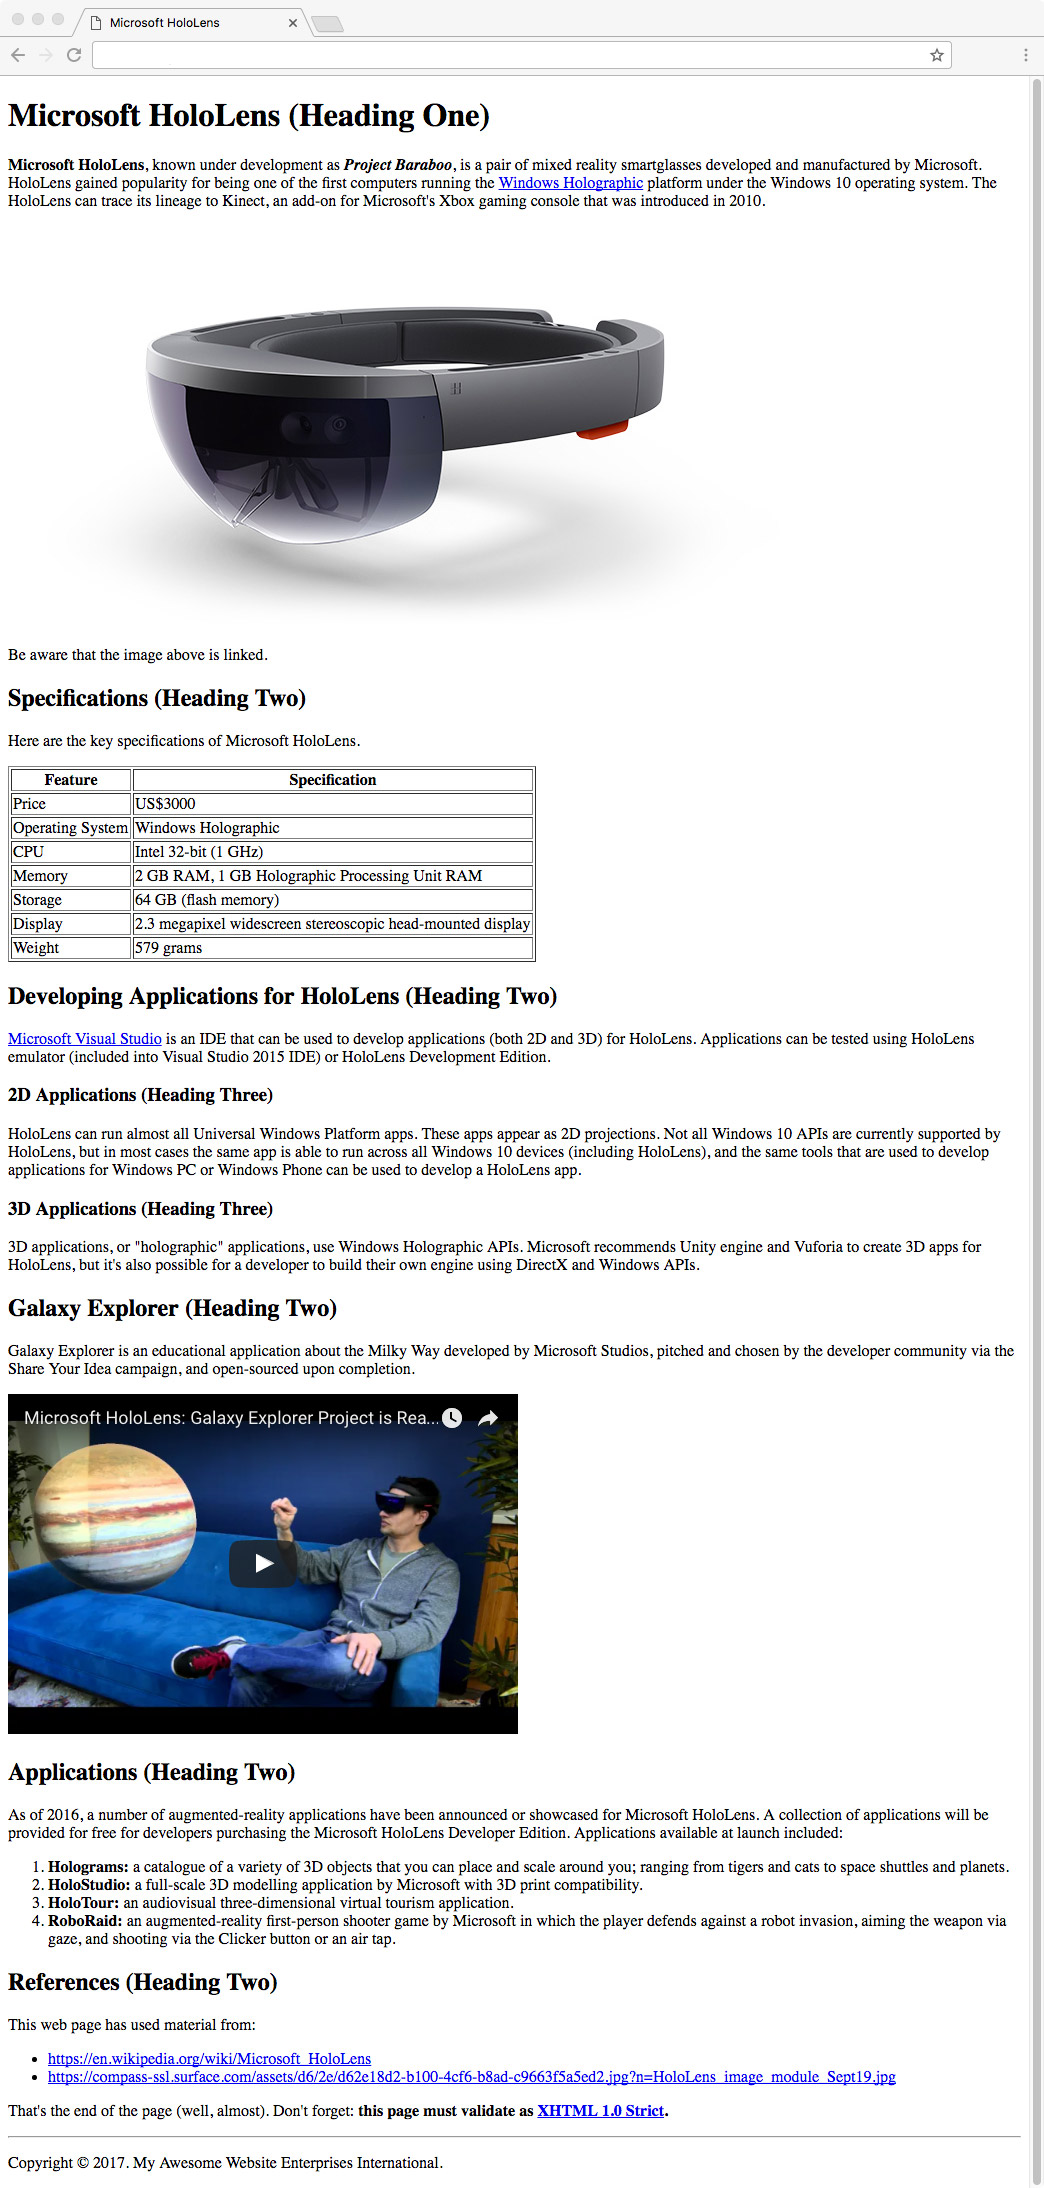 Microsoft HoloLens
Microsoft HoloLens (Heading One)
Microsoft HoloLens, known under development as Project Baraboo, is a pair of mixed reality smartglasses developed and manufactured by Microsoft.
HoloLens gained popularity for being one of the first computers running the Windows Holographic platform under the Windows 10 operating system. The
HoloLens can trace its lineage to Kinect, an add-on for Microsoft's Xbox gaming console that was introduced in 2010.
Be aware that the image above is linked.
Specifications (Heading Two)
Here are the key specifications of Microsoft HoloLens.
Feature Specification
Price US$3000
Operating System Windows Holographic
CPU Intel 32-bit (1 GHz)
Memory 2 GB RAM, 1 GB Holographic Processing Unit RAM
Storage 64 GB (flash memory)
Display 2.3 megapixel widescreen stereoscopic head-mounted display
Weight 579 grams
Developing Applications for HoloLens (Heading Two)
Microsoft Visual Studio is an IDE that can be used to develop applications (both 2D and 3D) for HoloLens. Applications can be tested using HoloLens
emulator (included into Visual Studio 2015 IDE) or HoloLens Development Edition.
2D Applications (Heading Three)
HoloLens can run almost all Universal Windows Platform apps. These apps appear as 2D projections. Not all Windows 10 APIs are currently supported by
HoloLens, but in most cases the same app is able to run across all Windows 10 devices (including HoloLens), and the same tools that are used to develop
applications for Windows PC or Windows Phone can be used to develop a HoloLens app.
3D Applications (Heading Three)
3D applications, or "holographic" applications, use Windows Holographic APIs. Microsoft recommends Unity engine and Vuforia to create 3D apps for
HoloLens, but it's also possible for a developer to build their own engine using DirectX and Windows APIs.
Galaxy Explorer (Heading Two)
Galaxy Explorer is an educational application about the Milky Way developed by Microsoft Studios, pitched and chosen by the developer community via the
Share Your Idea campaign, and open-sourced upon completion.
Microsoft HoloLens: Galaxy Explorer Project is Rea...
Applications (Heading Two)
As of 2016, a number of augmented-reality applications have been announced or showcased for Microsoft HoloLens. A collection of applications will be
provided for free for developers purchasing the Microsoft HoloLens Developer Edition. Applications available at launch included:
1. Holograms: a catalogue of a variety of 3D objects that you can place and scale around you; ranging from tigers and cats to space shuttles and planets.
2. HoloStudio: a full-scale 3D modelling application by Microsoft with 3D print compatibility.
3. HoloTour: an audiovisual three-dimensional virtual tourism application.
4. RoboRaid: an augmented-reality first-person shooter game by Microsoft in which the player defends against a robot invasion, aiming the weapon via
gaze, and shooting via the Clicker button or an air tap.
References (Heading Two)
This web page has used material from:
• https://en.wikipedia.org/wiki/Microsoft_HoloLens
• https://compass-ssl.surface.com/assets/d6/2e/d62e18d2-b100-4cf6-b8ad-c9663f5a5ed2.jpg?n=HoloLens_image_module_Sept19.jpg
That's the end of the page (well, almost). Don't forget: this page must validate as XHTML 1.0 Strict.
Copyright © 2017. My Awesome Website Enterprises International.